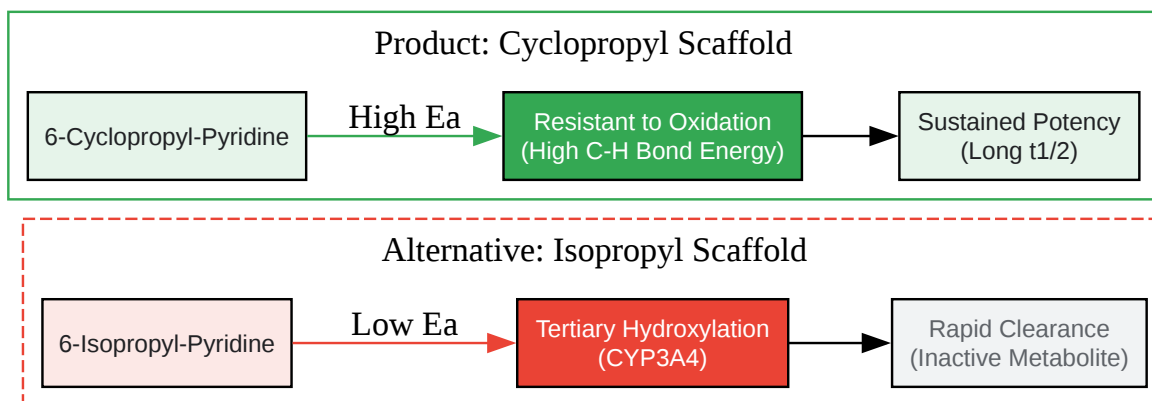 Product: Cyclopropyl Scaffold
6-Cyclopropyl-Pyridine
High Ea
Resistant to Oxidation
(High C-H Bond Energy)
Sustained Potency
(Long t1/2)
Alternative: Isopropyl Scaffold
6-Isopropyl-Pyridine
Low Ea
Tertiary Hydroxylation
(CYP3A4)
Rapid Clearance
(Inactive Metabolite)